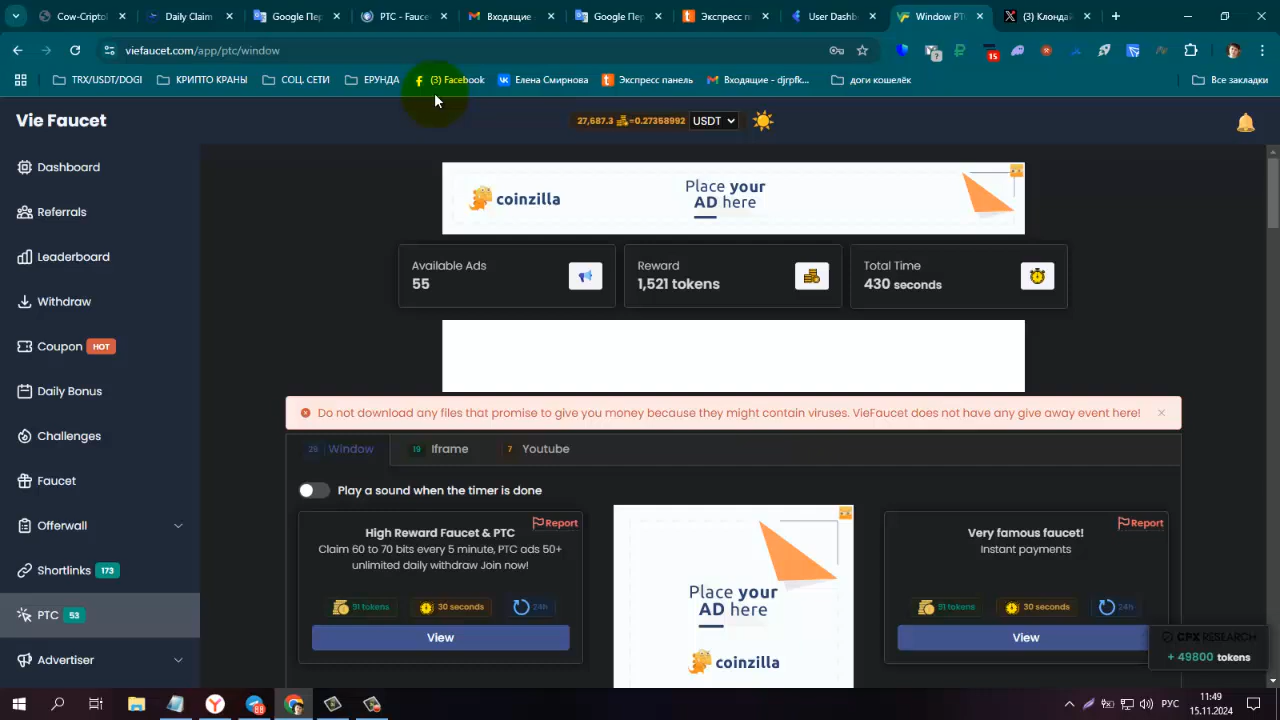 Cow-Criptol
Daily Claim
Google Пер
PTC - Fauce
Входящие
Google Пер
Экспресс п
User Dashb
Window PT
(3) Клондай
viefaucet.com/app/ptc/window
15
TRX/USDT/DOGI
КРИПТО КРАНЫ
СОЦ. СЕТИ
ЕРУНДА
(3) Facebook
Елена Смирнова
Экспресс панель
Входящие - djrpfk...
доги кошелёк
Все закладки
Vie Faucet
27,687.3 =0.27358992
USDT
Dashboard
Referrals
Leaderboard
Withdraw
Coupon HOT
Daily Bonus
Challenges
Faucet
Offerwall
Shortlinks 173
PTC 53
Advertiser
coinzilla
Place your
AD here
Available Ads
55
Reward
1,521 tokens
Total Time
430 seconds
Do not download any files that promise to give you money because they might contain viruses. VieFaucet does not have any give away event here!
Window
19 Iframe
7 Youtube
Play a sound when the timer is done
Report
High Reward Faucet & PTC
Claim 60 to 70 bits every 5 minute, PTC ads 50+
unlimited daily withdraw Join now!
91 tokens
30 seconds
24h
View
Place your
AD here
coinzilla
Report
Very famous faucet!
Instant payments
91 tokens
30 seconds
24h
View
CPX RESEARCH
+ 49800 tokens
88
РУС
11:49
15.11.2024